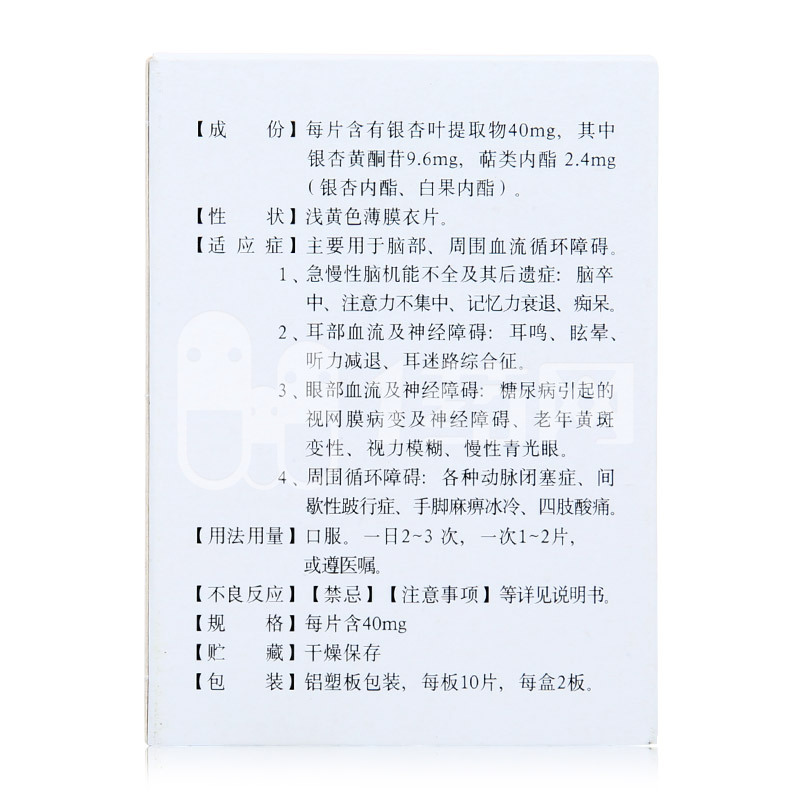 【成 份】每片含有银杏叶提取物40mg，其中
银杏黄酮苷9.6mg，萜类内酯 2.4mg
（银杏内酯、白果内酯）。
【性 状】浅黄色薄膜衣片。
【适 应 症】主要用于脑部、周围血流循环障碍。
1、急慢性脑机能不全及其后遗症：脑卒
中、注意力不集中、记忆力衰退、痴呆。
2、耳部血流及神经障碍：耳鸣、眩晕、
听力减退、耳迷路综合征。
3、眼部血流及神经障碍：糖尿病引起的
视网膜病变及神经障碍、老年黄斑
变性、视力模糊、慢性青光眼。
4、周围循环障碍：各种动脉闭塞症、间
歇性跛行症、手脚麻痹冰冷、四肢酸痛。
【用法用量】口服。一日2~3 次，一次1~2片，
或遵医嘱。
【不良反应】【禁忌】【注意事项】等详见说明书。
【规 格】每片含40mg
【贮 藏】干燥保存
【包 装】铝塑板包装，每板10片，每盒2板。